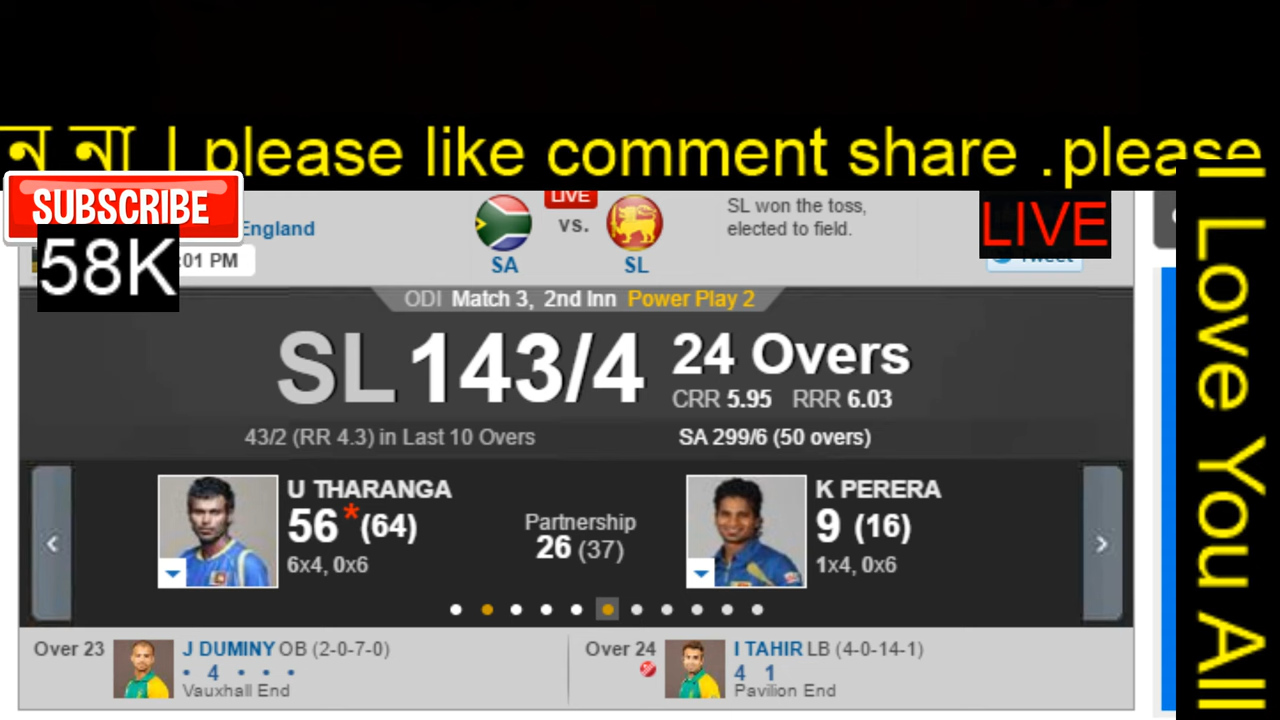 ন না | please like comment share .please
SUBSCRIBE
58K
England
:01 PM
LIVE
vs.
SA
SL
SL won the toss,
elected to field.
LIVE
Tweet
ODI Match 3, 2nd Inn Power Play 2
SL 143/4
24 Overs
CRR 5.95 RRR 6.03
43/2 (RR 4.3) in Last 10 Overs
SA 299/6 (50 overs)
U THARANGA
56*(64)
6x4, 0x6
Partnership
26 (37)
K PERERA
9 (16)
1x4, 0x6
Over 23
J DUMINY OB (2-0-7-0)
• 4 • • •
Vauxhall End
Over 24
I TAHIR LB (4-0-14-1)
4 1
Pavilion End
I Love You All